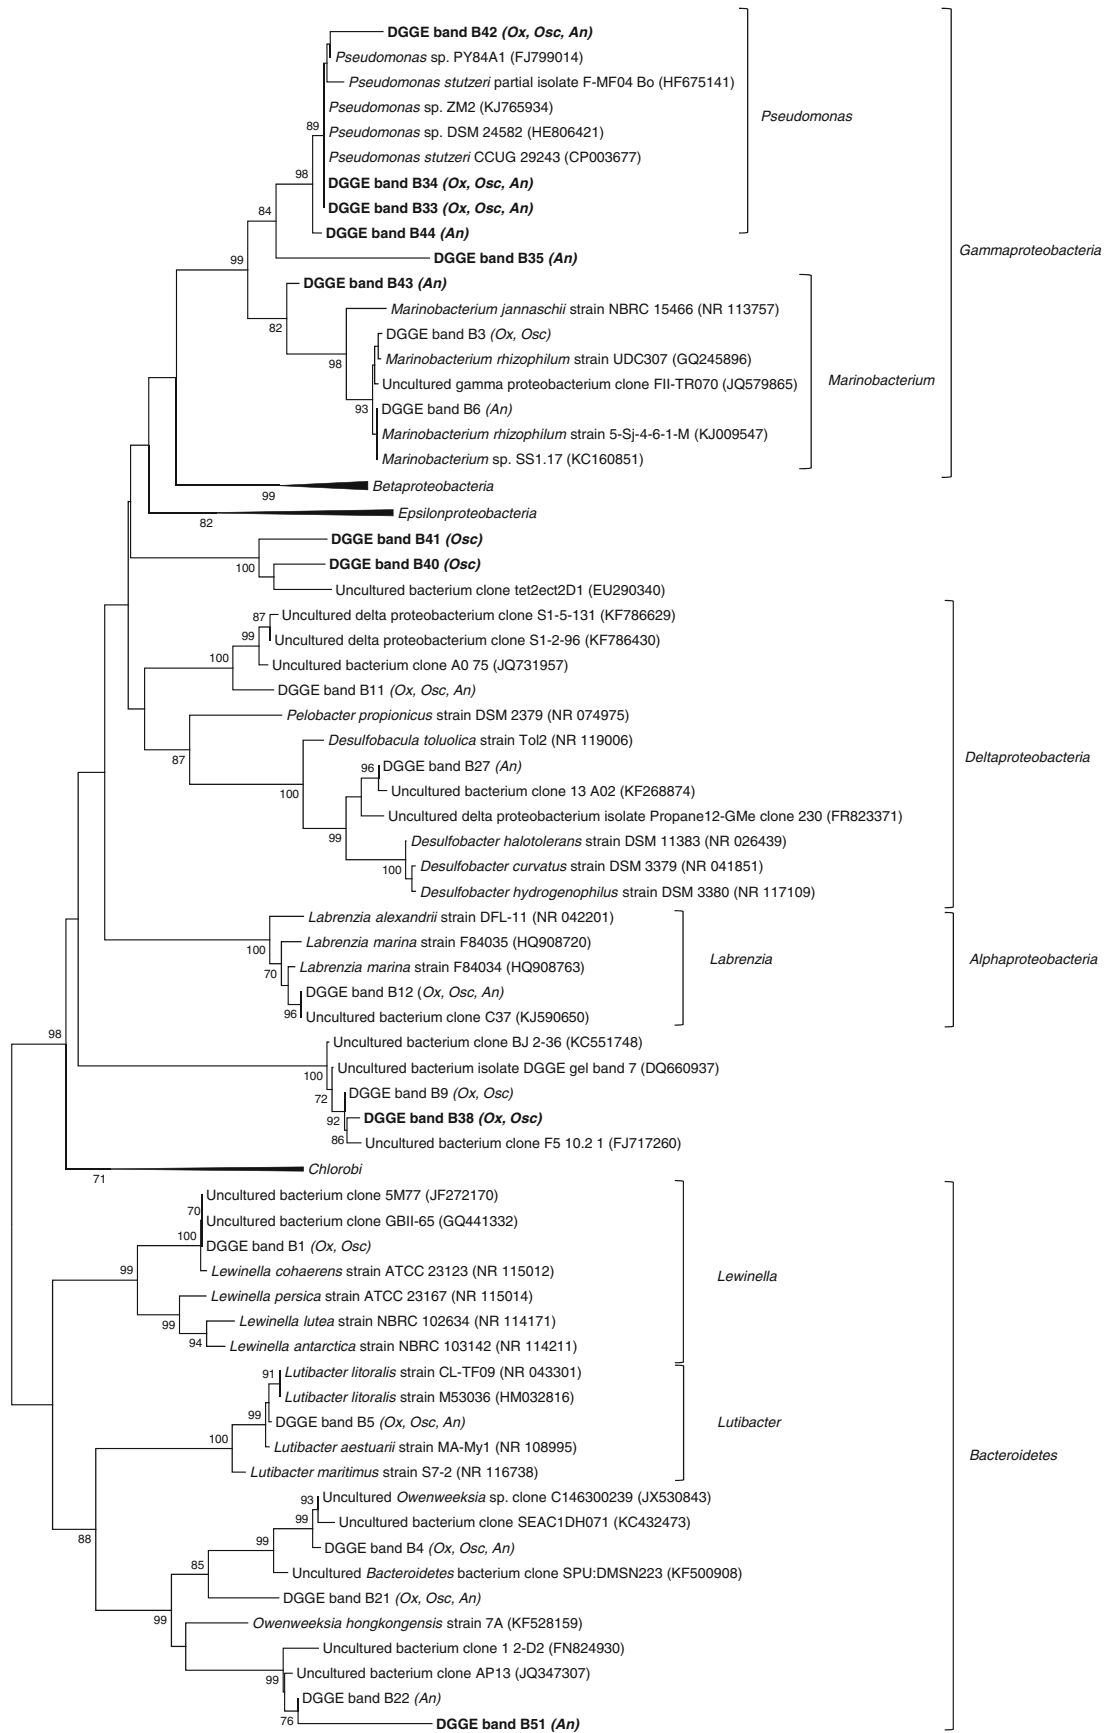 DGGE band B42 (Ox, Osc, An)
Pseudomonas sp. PY84A1 (FJ799014)
Pseudomonas stutzeri partial isolate F-MF04 Bo (HF675141)
Pseudomonas sp. ZM2 (KJ765934)
Pseudomonas
89
Pseudomonas sp. DSM 24582 (HE806421)
Pseudomonas stutzeri CCUG 29243 (CP003677)
98
DGGE band B34 (Ox, Osc, An)
84
DGGE band B33 (Ox, Osc, An)
DGGE band B44 (An)
99
DGGE band B35 (An)
Gammaproteobacteria
DGGE band B43 (An)
Marinobacterium jannaschii strain NBRC 15466 (NR 113757)
82
DGGE band B3 (Ox, Osc)
98
Marinobacterium rhizophilum strain UDC307 (GQ245896)
Uncultured gamma proteobacterium clone FII-TR070 (JQ579865)
Marinobacterium
93
DGGE band B6 (An)
Marinobacterium rhizophilum strain 5-Sj-4-6-1-M (KJ009547)
Marinobacterium sp. SS1.17 (KC160851)
Betaproteobacteria
99
Epsilonproteobacteria
82
DGGE band B41 (Osc)
100
DGGE band B40 (Osc)
Uncultured bacterium clone tet2ect2D1 (EU290340)
87
Uncultured delta proteobacterium clone S1-5-131 (KF786629)
99
Uncultured delta proteobacterium clone S1-2-96 (KF786430)
100
Uncultured bacterium clone A0 75 (JQ731957)
DGGE band B11 (Ox, Osc, An)
Pelobacter propionicus strain DSM 2379 (NR 074975)
Desulfobacula toluolica strain Tol2 (NR 119006)
87
Deltaproteobacteria
96
DGGE band B27 (An)
100
Uncultured bacterium clone 13 A02 (KF268874)
Uncultured delta proteobacterium isolate Propane12-GMe clone 230 (FR823371)
99
Desulfobacter halotolerans strain DSM 11383 (NR 026439)
100
Desulfobacter curvatus strain DSM 3379 (NR 041851)
Desulfobacter hydrogenophilus strain DSM 3380 (NR 117109)
Labrenzia alexandrii strain DFL-11 (NR 042201)
100
Labrenzia marina strain F84035 (HQ908720)
Labrenzia
Alphaproteobacteria
70
Labrenzia marina strain F84034 (HQ908763)
DGGE band B12 (Ox, Osc, An)
96
Uncultured bacterium clone C37 (KJ590650)
98
Uncultured bacterium clone BJ 2-36 (KC551748)
100
Uncultured bacterium isolate DGGE gel band 7 (DQ660937)
72
DGGE band B9 (Ox, Osc)
92
DGGE band B38 (Ox, Osc)
86
Uncultured bacterium clone F5 10.2 1 (FJ717260)
Chlorobi
71
Uncultured bacterium clone 5M77 (JF272170)
70
Uncultured bacterium clone GBII-65 (GQ441332)
100
DGGE band B1 (Ox, Osc)
99
Lewinella cohaerens strain ATCC 23123 (NR 115012)
Lewinella
Lewinella persica strain ATCC 23167 (NR 115014)
99
Lewinella lutea strain NBRC 102634 (NR 114171)
94
Lewinella antarctica strain NBRC 103142 (NR 114211)
91
Lutibacter litoralis strain CL-TF09 (NR 043301)
Lutibacter litoralis strain M53036 (HM032816)
99
DGGE band B5 (Ox, Osc, An)
Lutibacter
100
Lutibacter aestuarii strain MA-My1 (NR 108995)
Bacteroidetes
Lutibacter maritimus strain S7-2 (NR 116738)
93
Uncultured Owenweeksia sp. clone C146300239 (JX530843)
99
Uncultured bacterium clone SEAC1DH071 (KC432473)
88
99
DGGE band B4 (Ox, Osc, An)
85
Uncultured Bacteroidetes bacterium clone SPU:DMSN223 (KF500908)
DGGE band B21 (Ox, Osc, An)
99
Owenweeksia hongkongensis strain 7A (KF528159)
Uncultured bacterium clone 1 2-D2 (FN824930)
99
Uncultured bacterium clone AP13 (JQ347307)
DGGE band B22 (An)
76
DGGE band B51 (An)